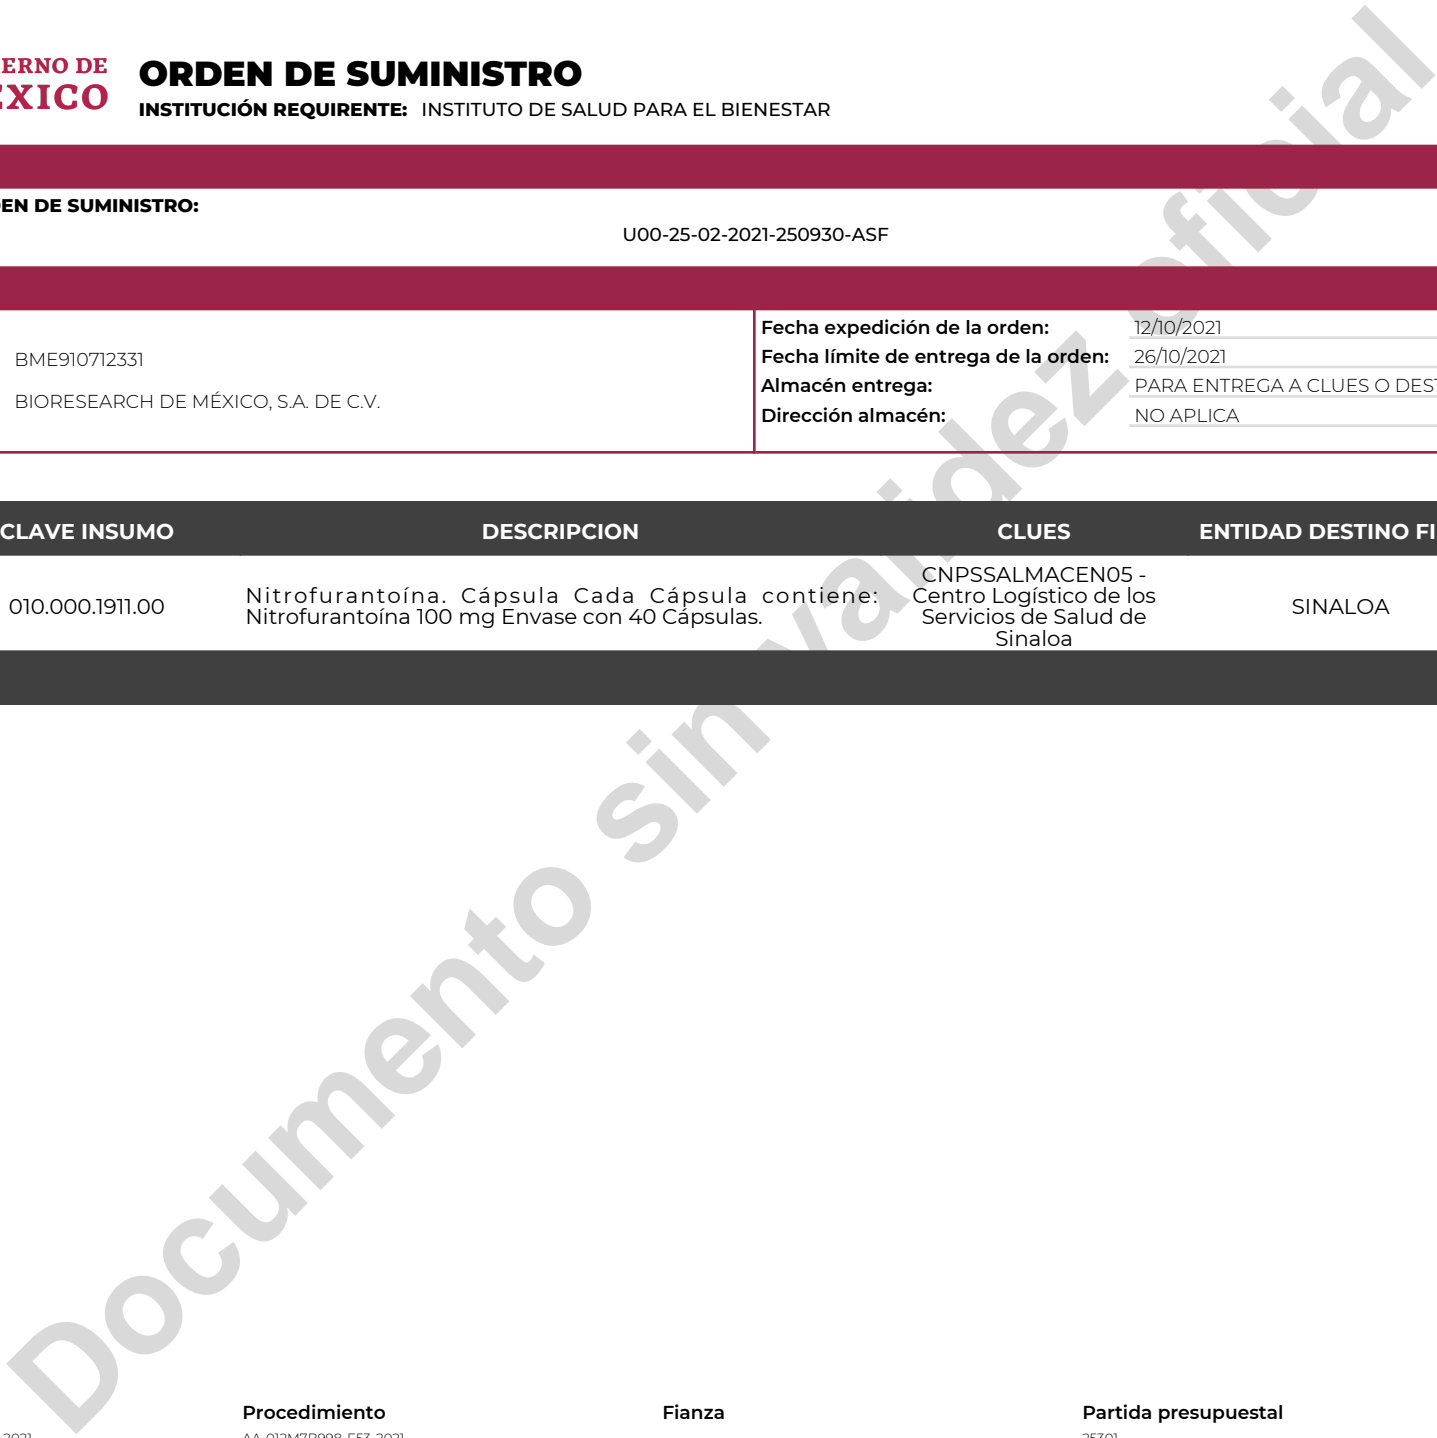 ERNO DE
ÉXICO
ORDEN DE SUMINISTRO
INSTITUCIÓN REQUIRENTE: INSTITUTO DE SALUD PARA EL BIENESTAR
EN DE SUMINISTRO:
U00-25-02-2021-250930-ASF
BME910712331
BIORESEARCH DE MÉXICO, S.A. DE C.V.
Fecha expedición de la orden: 12/10/2021
Fecha límite de entrega de la orden: 26/10/2021
Almacén entrega: PARA ENTREGA A CLUES O DEST
Dirección almacén: NO APLICA
CLAVE INSUMO DESCRIPCION CLUES ENTIDAD DESTINO FI
010.000.1911.00
Nitrofurantoína. Cápsula Cada Cápsula contiene:
Nitrofurantoína 100 mg Envase con 40 Cápsulas.
CNPSSALMACEN05 -
Centro Logístico de los
Servicios de Salud de
Sinaloa
SINALOA
Documento sin validez oficial
Procedimiento Fianza Partida presupuestal